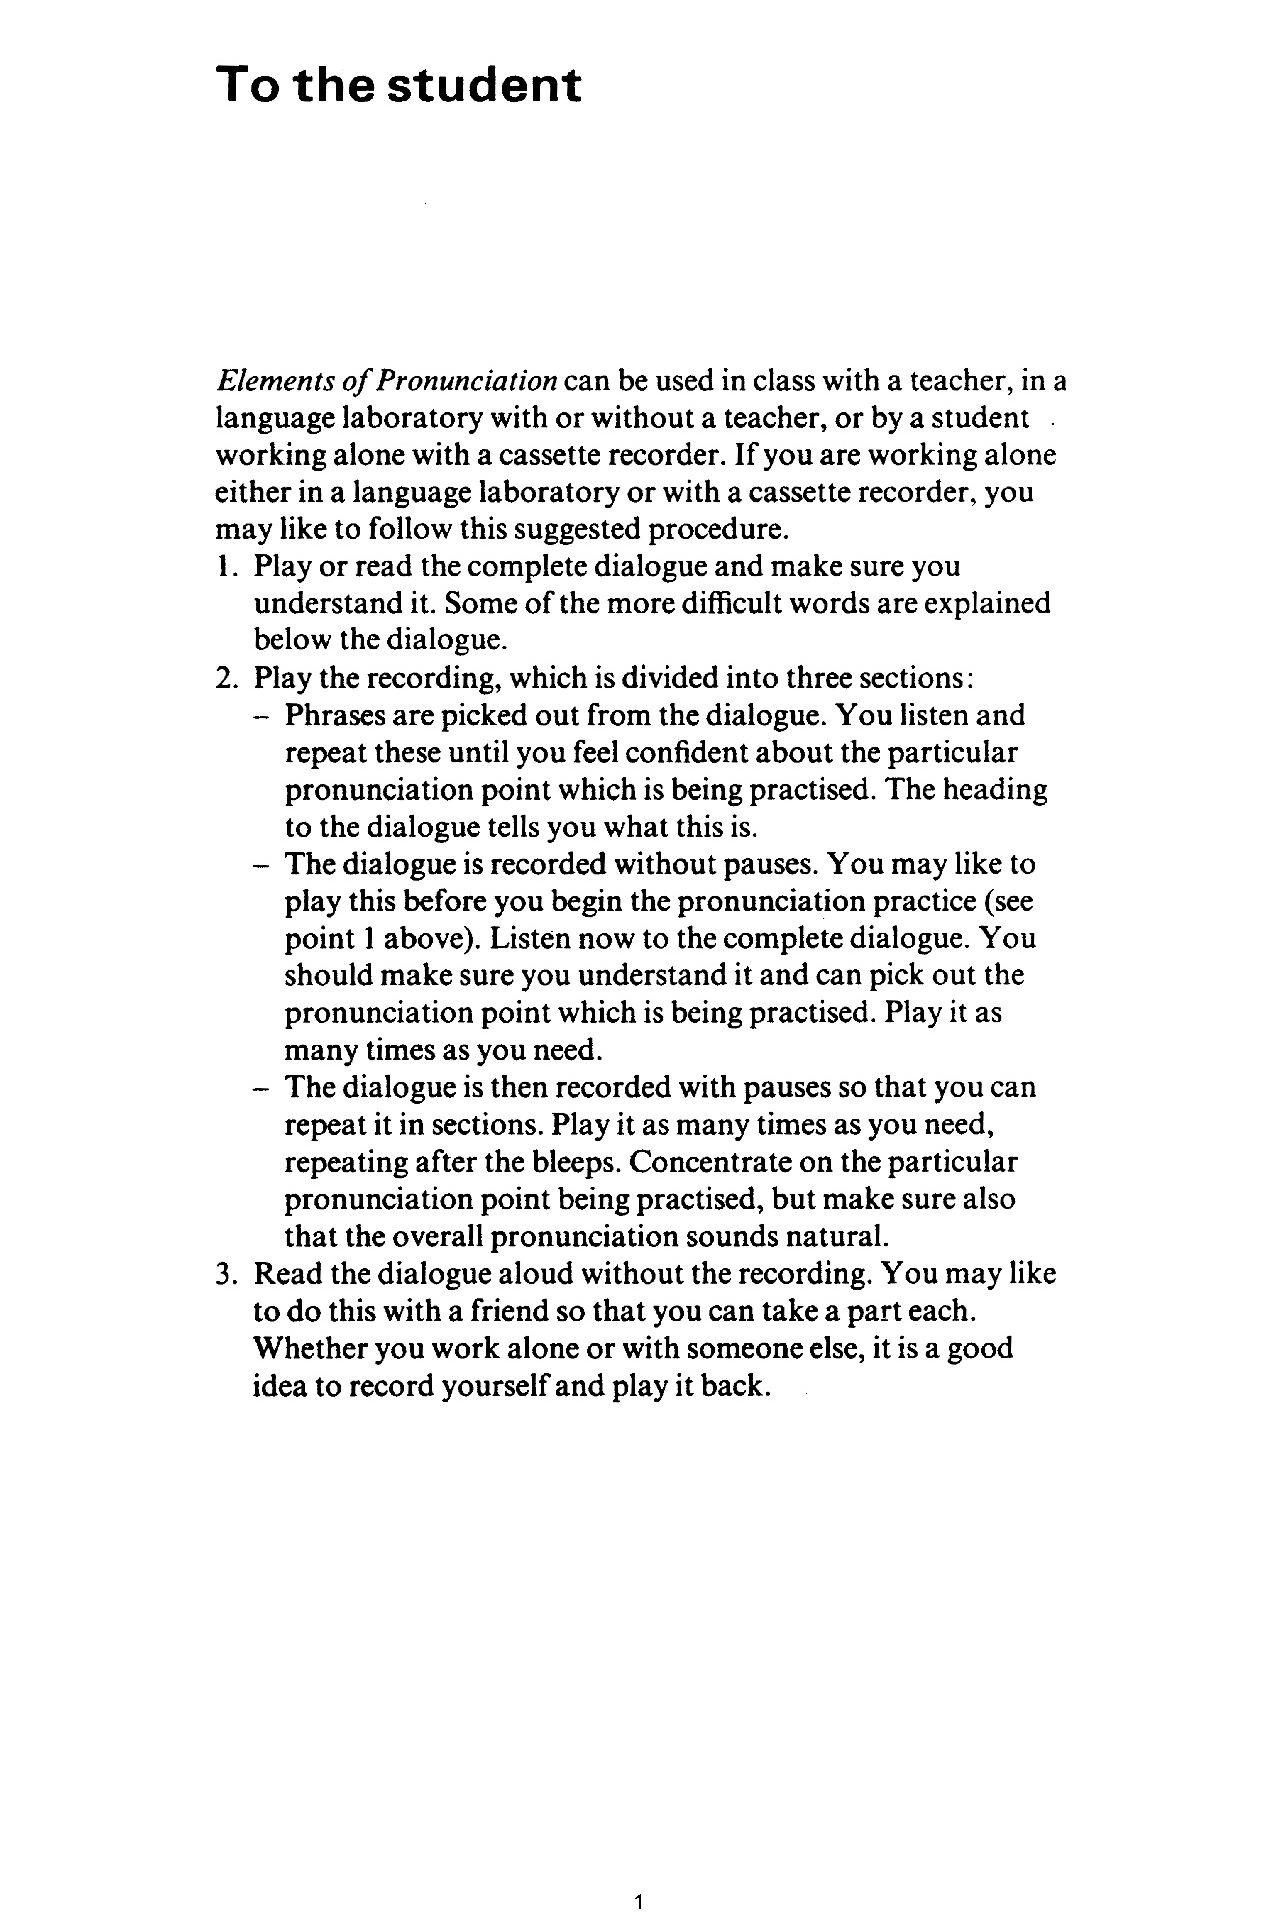 To the student
Elements of Pronunciation can be used in class with a teacher, in a
language laboratory with or without a teacher, or by a student
working alone with a cassette recorder. If you are working alone
either in a language laboratory or with a cassette recorder, you
may like to follow this suggested procedure.
1. Play or read the complete dialogue and make sure you
understand it. Some of the more difficult words are explained
below the dialogue.
2. Play the recording, which is divided into three sections:
– Phrases are picked out from the dialogue. You listen and
repeat these until you feel confident about the particular
pronunciation point which is being practised. The heading
to the dialogue tells you what this is.
– The dialogue is recorded without pauses. You may like to
play this before you begin the pronunciation practice (see
point 1 above). Listen now to the complete dialogue. You
should make sure you understand it and can pick out the
pronunciation point which is being practised. Play it as
many times as you need.
– The dialogue is then recorded with pauses so that you can
repeat it in sections. Play it as many times as you need,
repeating after the bleeps. Concentrate on the particular
pronunciation point being practised, but make sure also
that the overall pronunciation sounds natural.
3. Read the dialogue aloud without the recording. You may like
to do this with a friend so that you can take a part each.
Whether you work alone or with someone else, it is a good
idea to record yourself and play it back.
1